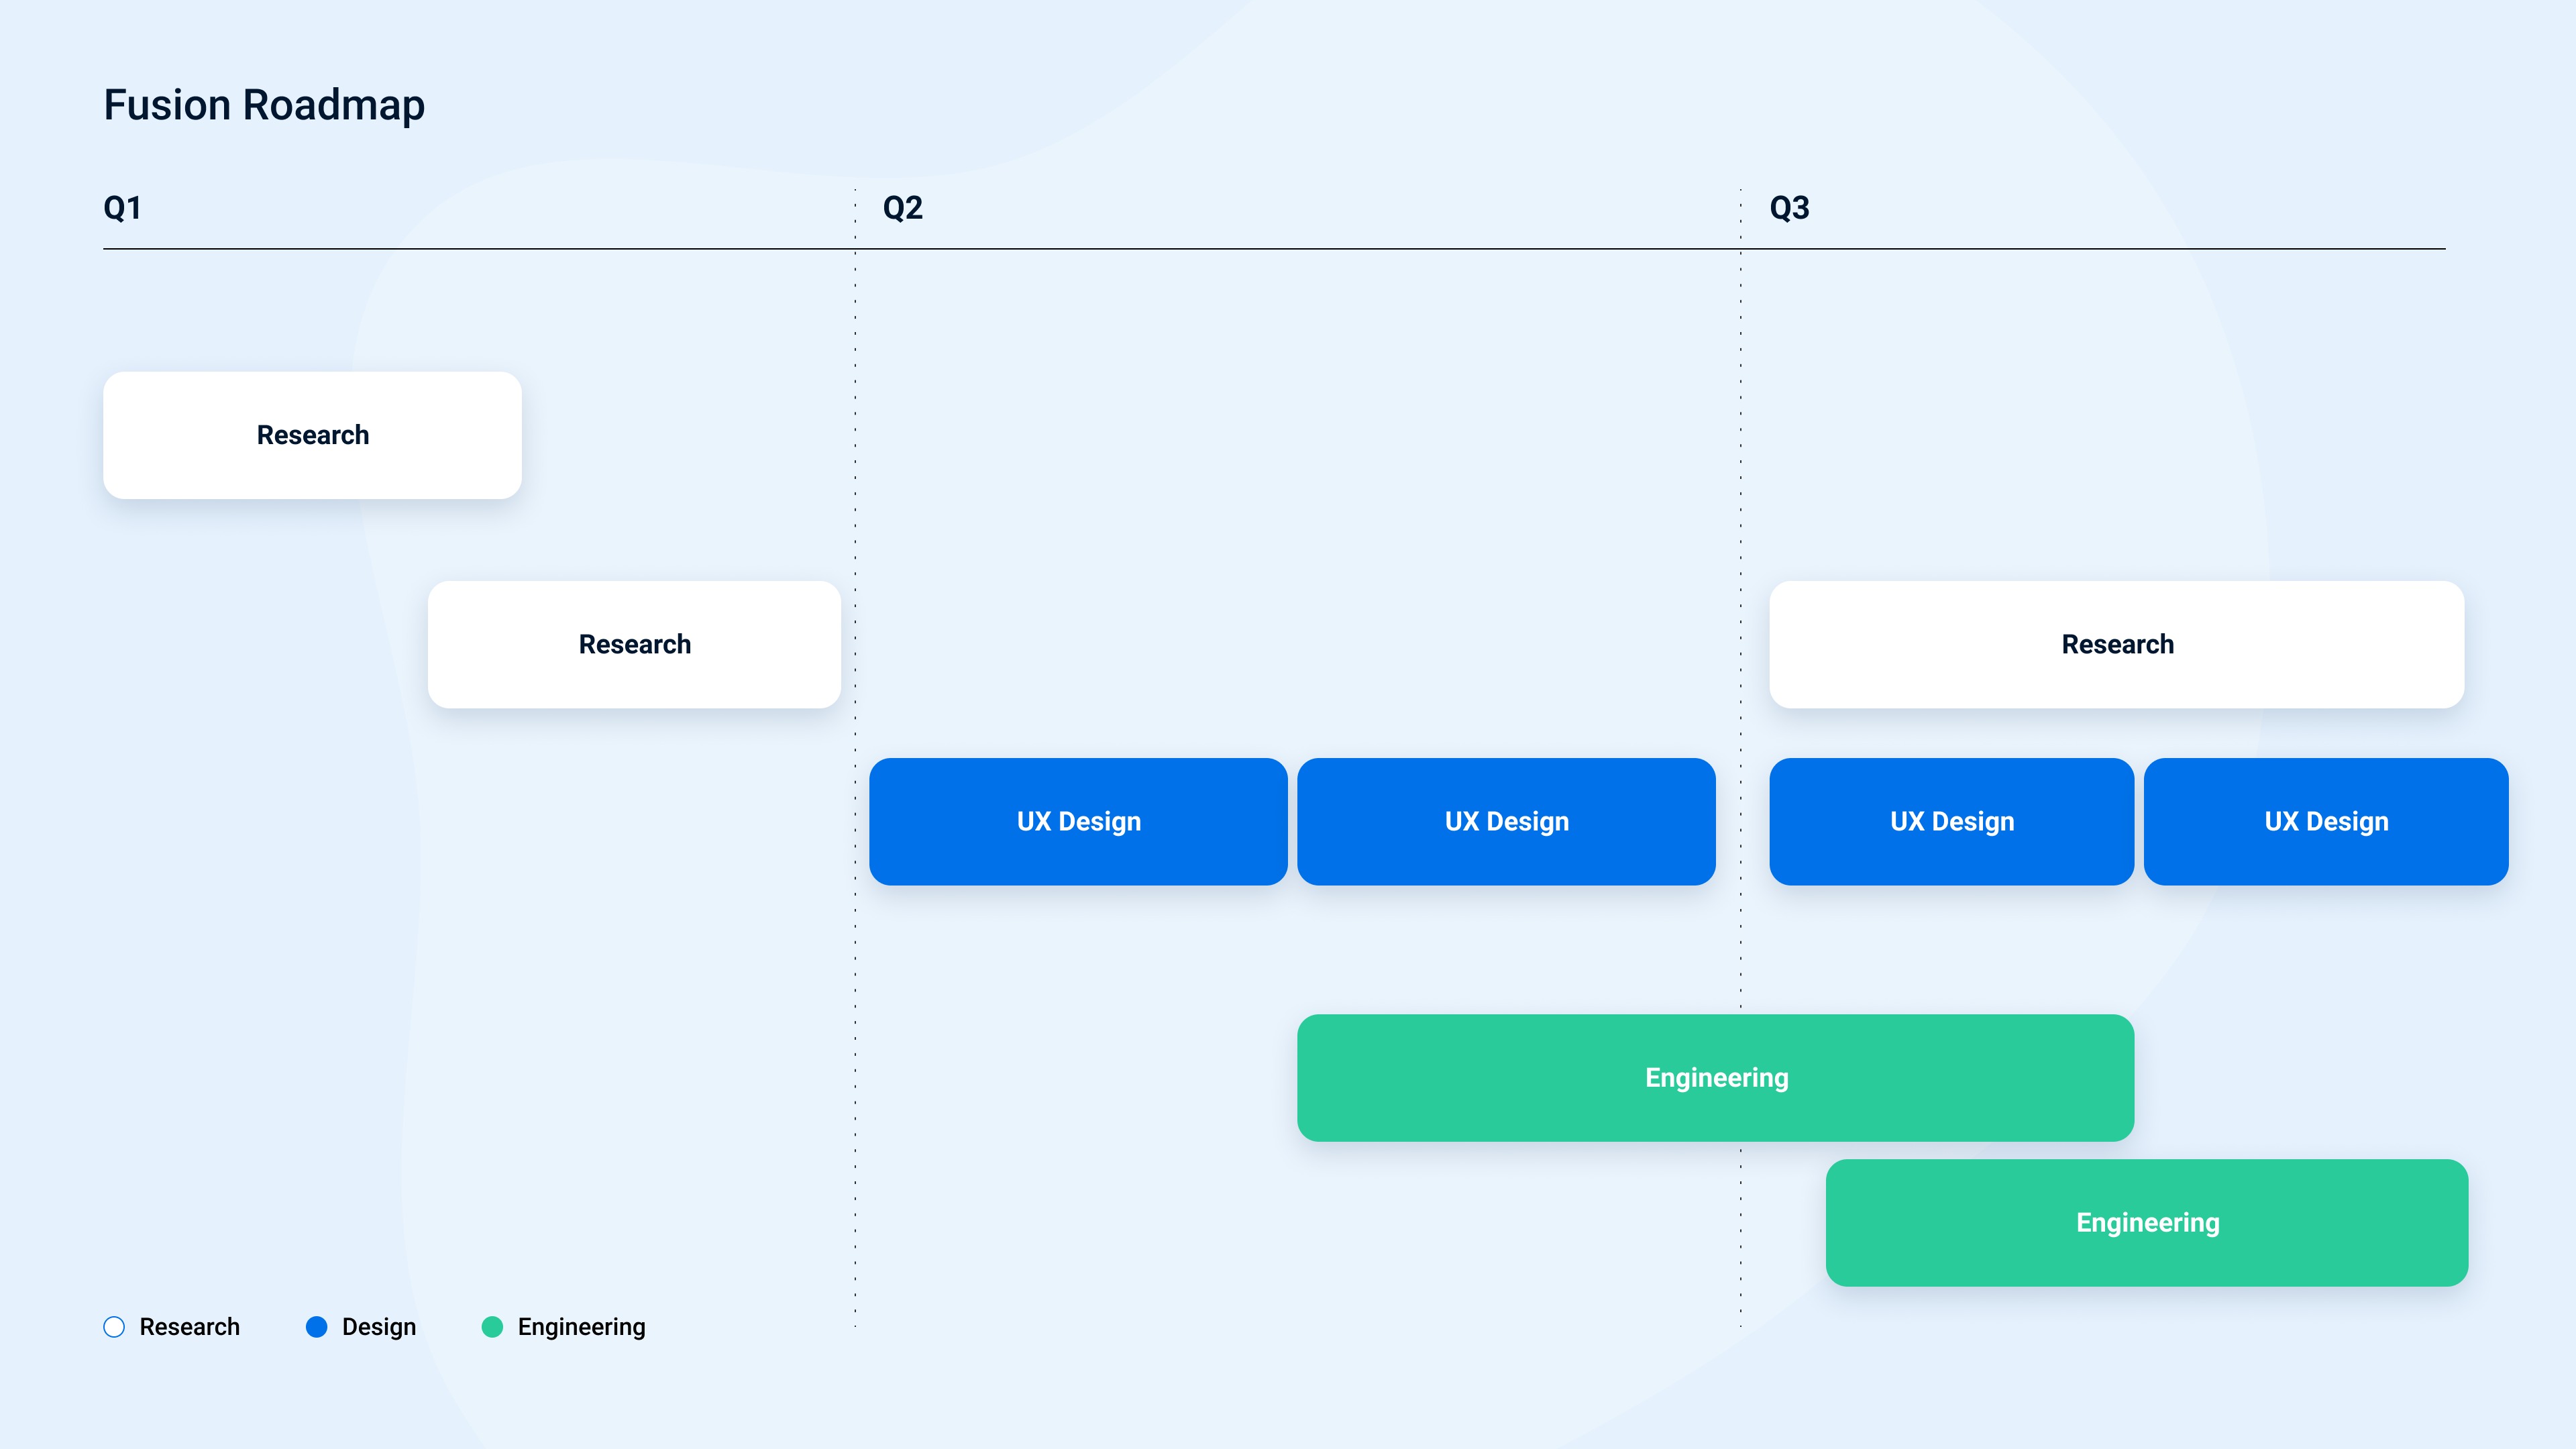 Fusion Roadmap
Q1
Q2
Q3
Research
Research
Research
UX Design
UX Design
UX Design
UX Design
Engineering
Engineering
Research
Design
Engineering